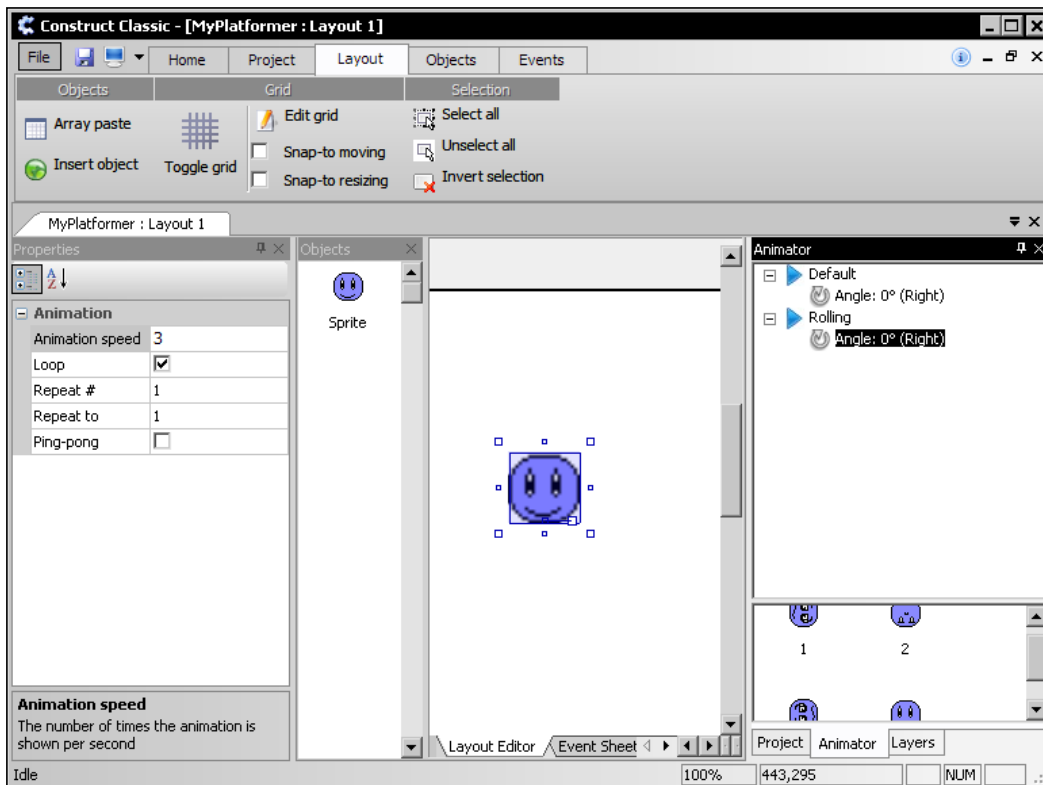 Construct Classic - [MyPlatformer : Layout 1]
File Home Project Layout Objects Events
Objects Grid Selection
Array paste
Insert object
Toggle grid
Edit grid
Snap-to moving
Snap-to resizing
Select all
Unselect all
Invert selection
MyPlatformer : Layout 1
Properties
A
Z
Animation
Animation speed 3
Loop
Repeat # 1
Repeat to 1
Ping-pong
Animation speed
The number of times the animation is
shown per second
Objects
Sprite
Layout Editor Event Sheet
Animator
Default
Angle: 0° (Right)
Rolling
Angle: 0° (Right)
1 2
Project Animator Layers
Idle 100% 443,295 NUM